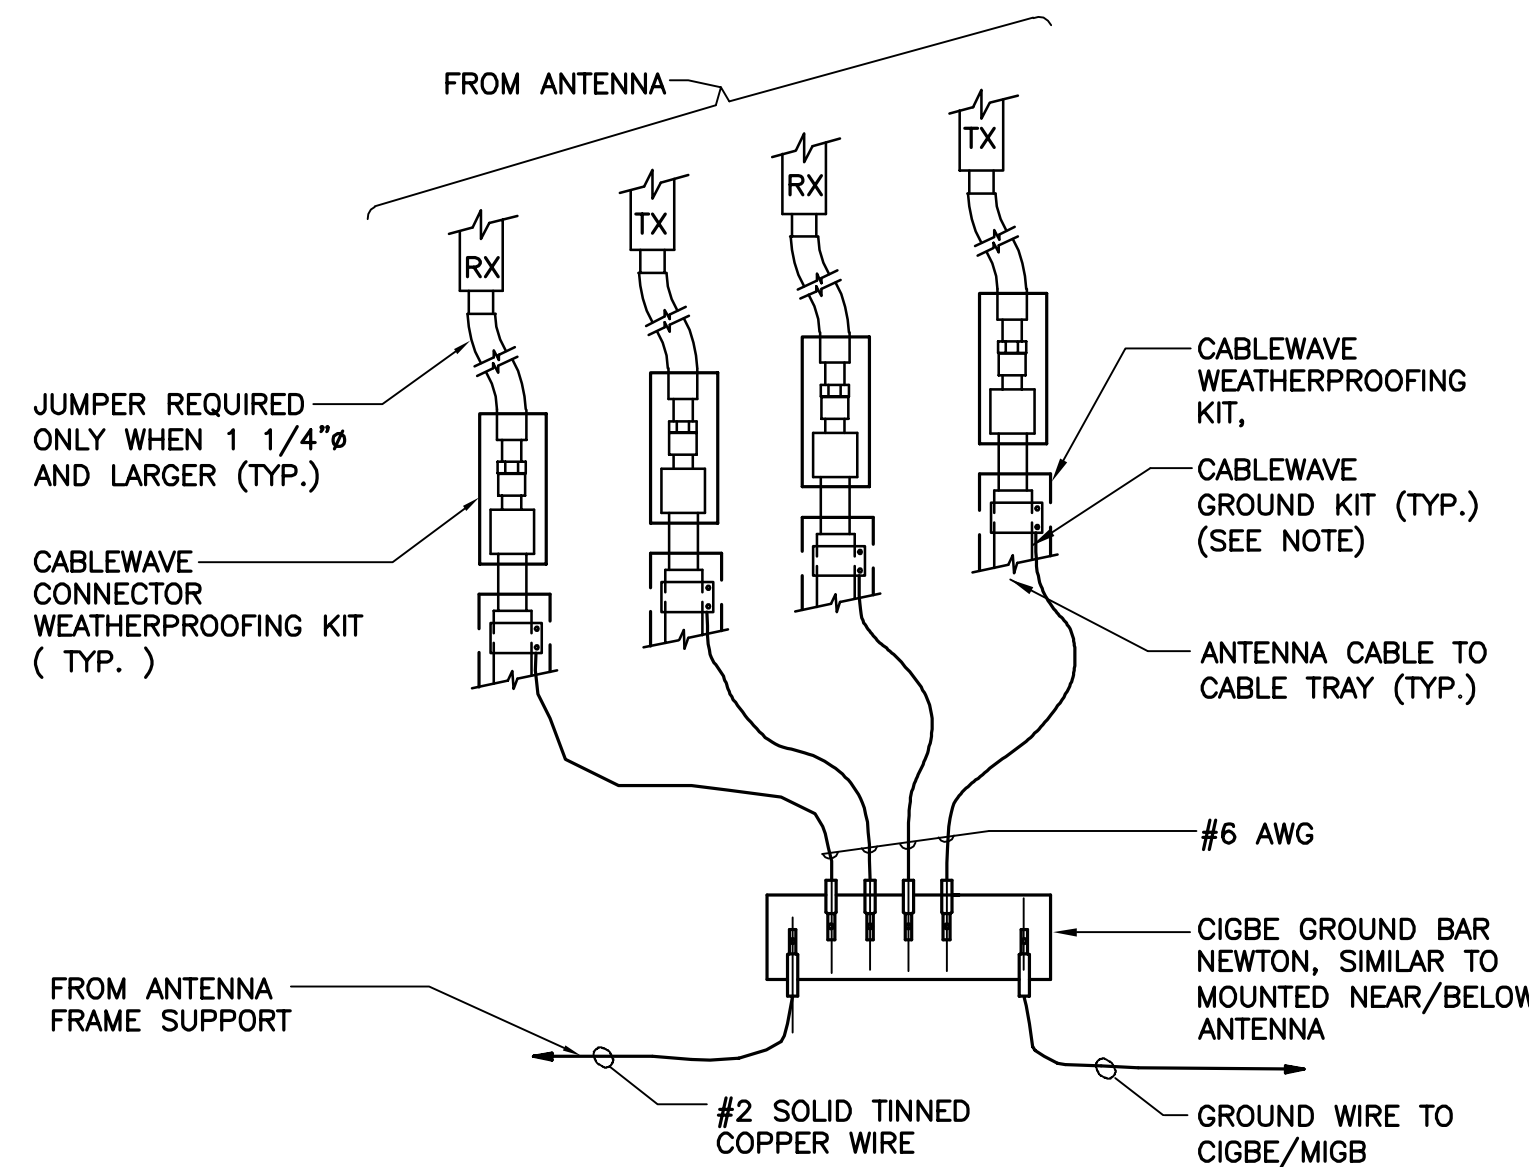 FROM ANTENNA
TX
RX
TX
RX
JUMPER REQUIRED
ONLY WHEN 1 1/4"ø
AND LARGER (TYP.)
CABLEWAVE
CONNECTOR
WEATHERPROOFING KIT
( TYP. )
CABLEWAVE
WEATHERPROOFING
KIT,
CABLEWAVE
GROUND KIT (TYP.)
(SEE NOTE)
ANTENNA CABLE TO
CABLE TRAY (TYP.)
#6 AWG
CIGBE GROUND BAR
NEWTON, SIMILAR TO
MOUNTED NEAR/BELOW
ANTENNA
FROM ANTENNA
FRAME SUPPORT
#2 SOLID TINNED
COPPER WIRE
GROUND WIRE TO
CIGBE/MIGB